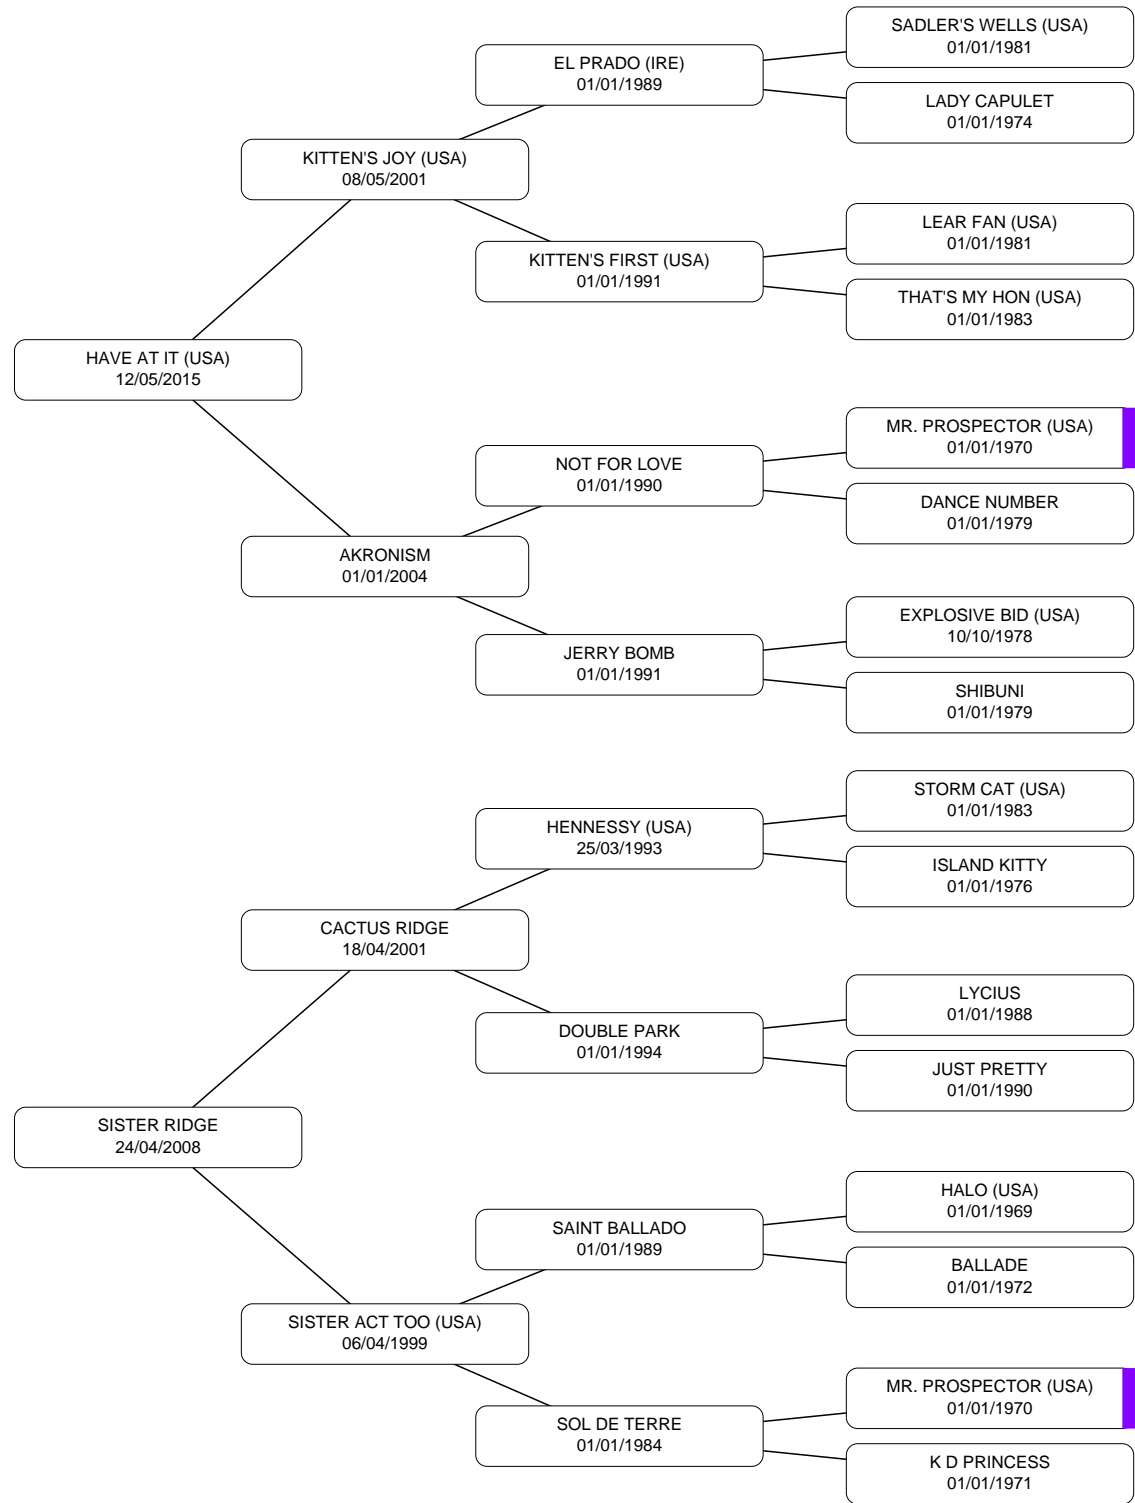 SADLER'S WELLS (USA)
01/01/1981
EL PRADO (IRE)
01/01/1989
LADY CAPULET
01/01/1974
KITTEN'S JOY (USA)
08/05/2001
LEAR FAN (USA)
01/01/1981
KITTEN'S FIRST (USA)
01/01/1991
THAT'S MY HON (USA)
01/01/1983
HAVE AT IT (USA)
12/05/2015
MR. PROSPECTOR (USA)
01/01/1970
NOT FOR LOVE
01/01/1990
DANCE NUMBER
01/01/1979
AKRONISM
01/01/2004
EXPLOSIVE BID (USA)
10/10/1978
JERRY BOMB
01/01/1991
SHIBUNI
01/01/1979
STORM CAT (USA)
01/01/1983
HENNESSY (USA)
25/03/1993
ISLAND KITTY
01/01/1976
CACTUS RIDGE
18/04/2001
LYCIUS
01/01/1988
DOUBLE PARK
01/01/1994
JUST PRETTY
01/01/1990
SISTER RIDGE
24/04/2008
HALO (USA)
01/01/1969
SAINT BALLADO
01/01/1989
BALLADE
01/01/1972
SISTER ACT TOO (USA)
06/04/1999
MR. PROSPECTOR (USA)
01/01/1970
SOL DE TERRE
01/01/1984
K D PRINCESS
01/01/1971